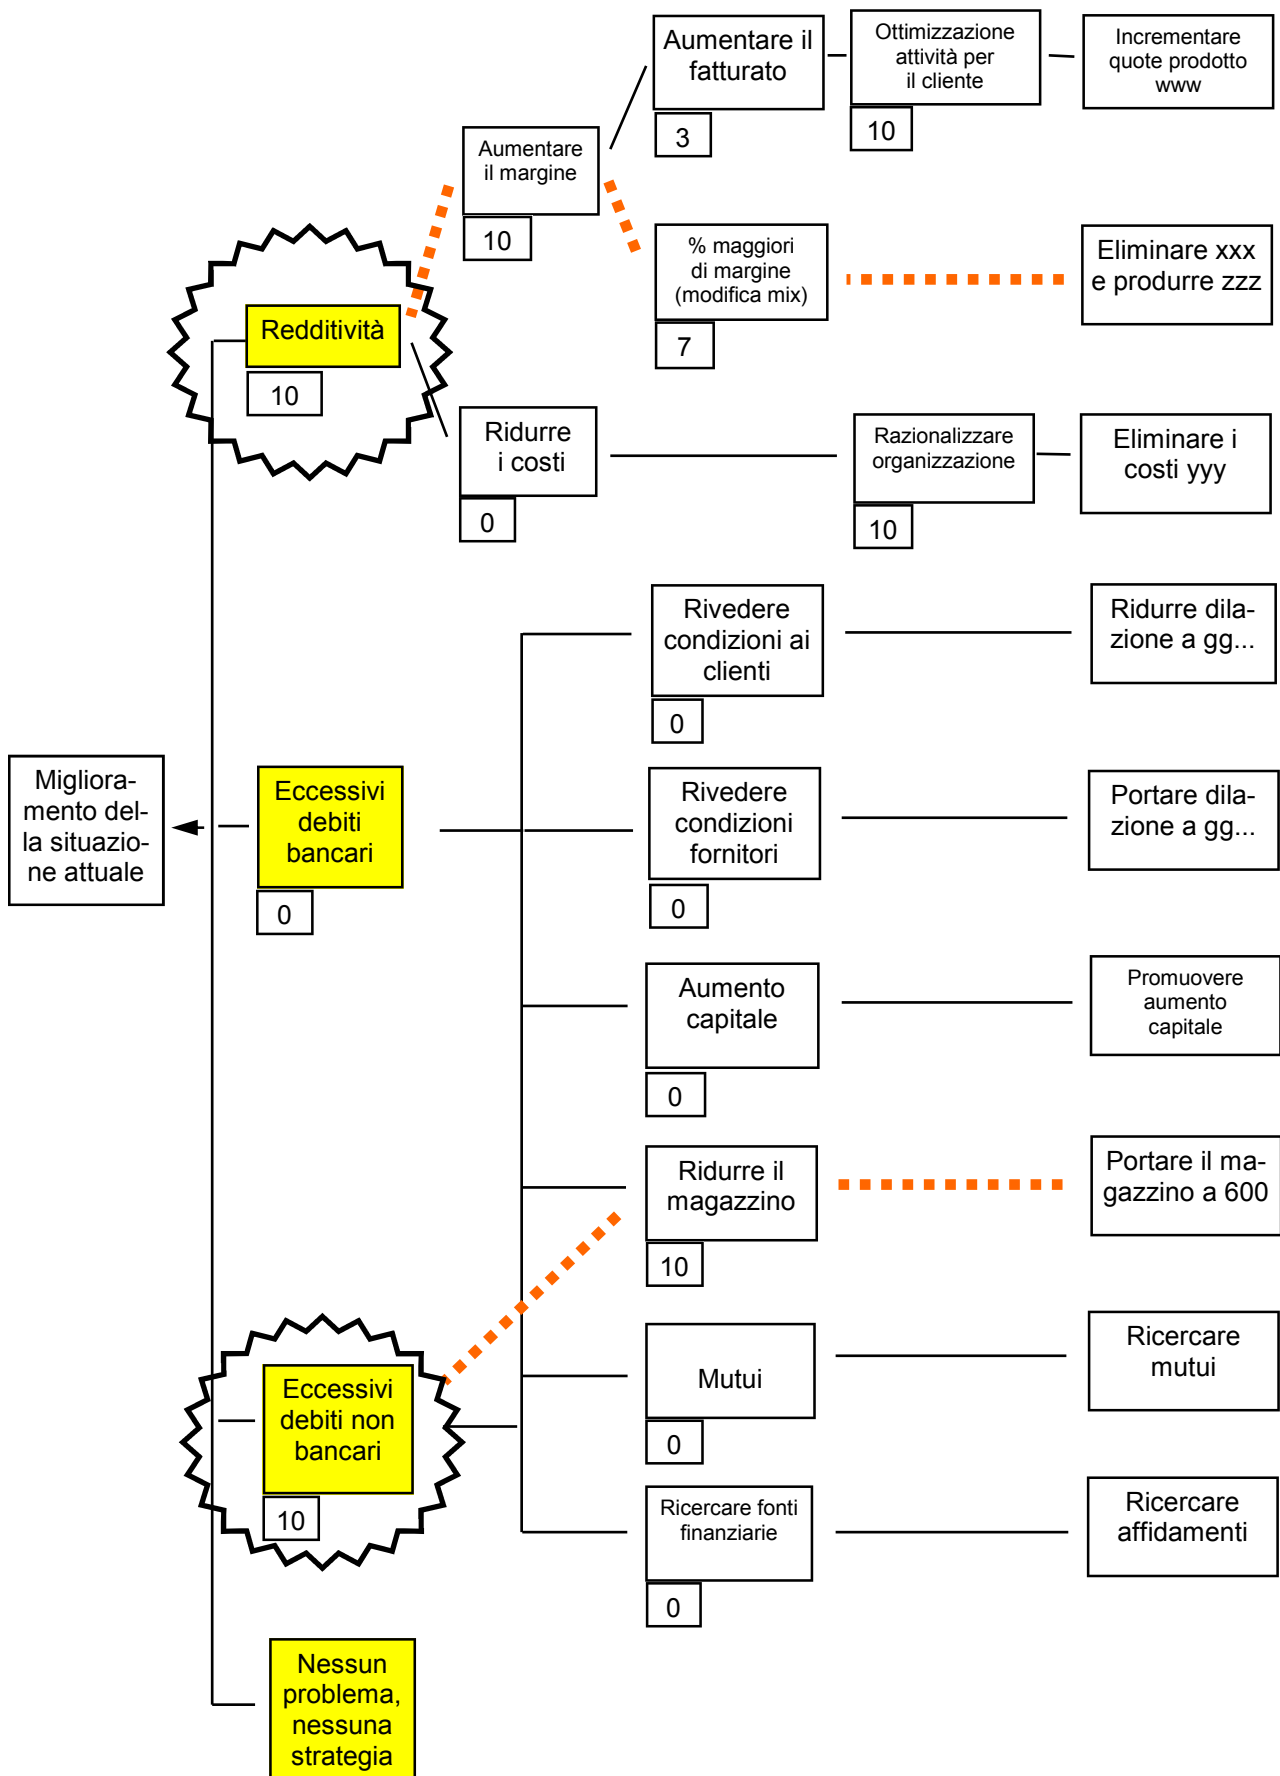 Aumentare il
fatturato
3
Ottimizzazione
attività per
il cliente
10
Incrementare
quote prodotto
www
Aumentare
il margine
10
% maggiori
di margine
(modifica mix)
7
Eliminare xxx
e produrre zzz
Redditività
10
Ridurre
i costi
0
Razionalizzare
organizzazione
10
Eliminare i
costi yyy
Rivedere
condizioni ai
clienti
0
Ridurre dila-
zione a gg...
Migliora-
mento del-
la situazio-
ne attuale
Eccessivi
debiti
bancari
0
Rivedere
condizioni
fornitori
0
Portare dila-
zione a gg...
Aumento
capitale
0
Promuovere
aumento
capitale
Ridurre il
magazzino
10
Portare il ma-
gazzino a 600
Eccessivi
debiti non
bancari
10
Mutui
0
Ricercare
mutui
Ricercare fonti
finanziarie
0
Ricercare
affidamenti
Nessun
problema,
nessuna
strategia